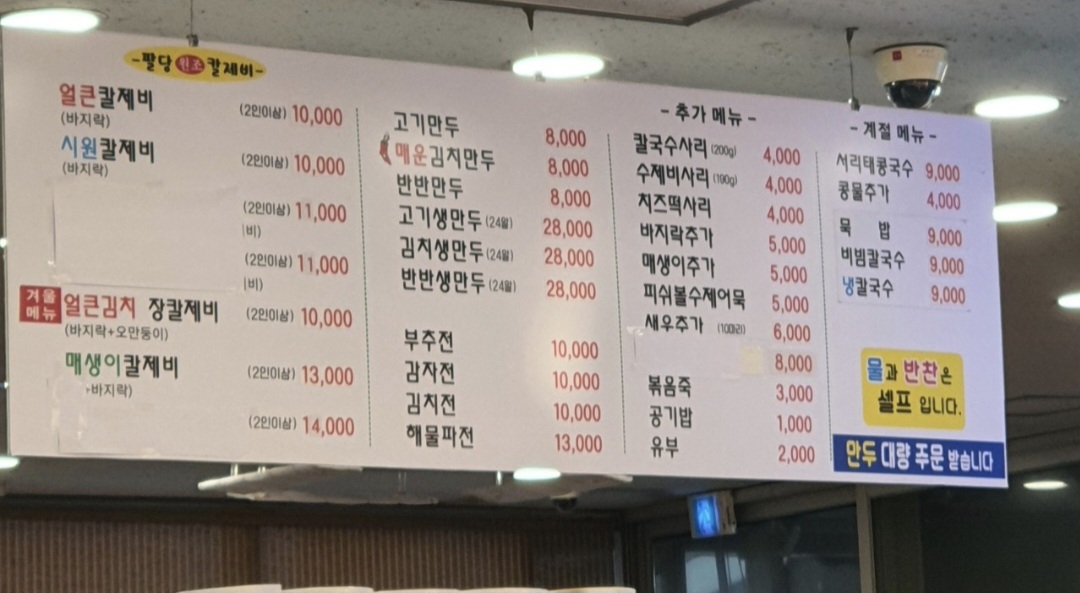 -팔당원조칼제비-
얼큰칼제비 (2인이상) 10,000
(바지락)
시원칼제비 (2인이상) 10,000
(바지락)
(2인이상) 11,000
비)
(2인이상) 11,000
(비)
겨울
메뉴
얼큰김치 장칼제비 (2인이상) 10,000
(바지락+오만둥이)
매생이칼제비 (2인이상) 13,000
+바지락)
(2인이상) 14,000
고기만두 8,000
매운김치만두 8,000
반반만두 8,000
고기생만두 (24알) 28,000
김치생만두 (24알) 28,000
반반생만두 (24알) 28,000
부추전 10,000
감자전 10,000
김치전 10,000
해물파전 13,000
- 추가 메뉴 -
칼국수사리 (200g) 4,000
수제비사리 (190g) 4,000
치즈떡사리 4,000
바지락추가 5,000
매생이추가 5,000
피쉬볼수제어묵 5,000
새우추가 (10마리) 6,000
8,000
볶음죽 3,000
공기밥 1,000
유부 2,000
- 계절 메뉴 -
서리태콩국수 9,000
콩물추가 4,000
묵 밥 9,000
비빔칼국수 9,000
냉칼국수 9,000
물과 반찬은
셀프 입니다.
만두 대량 주문 받습니다